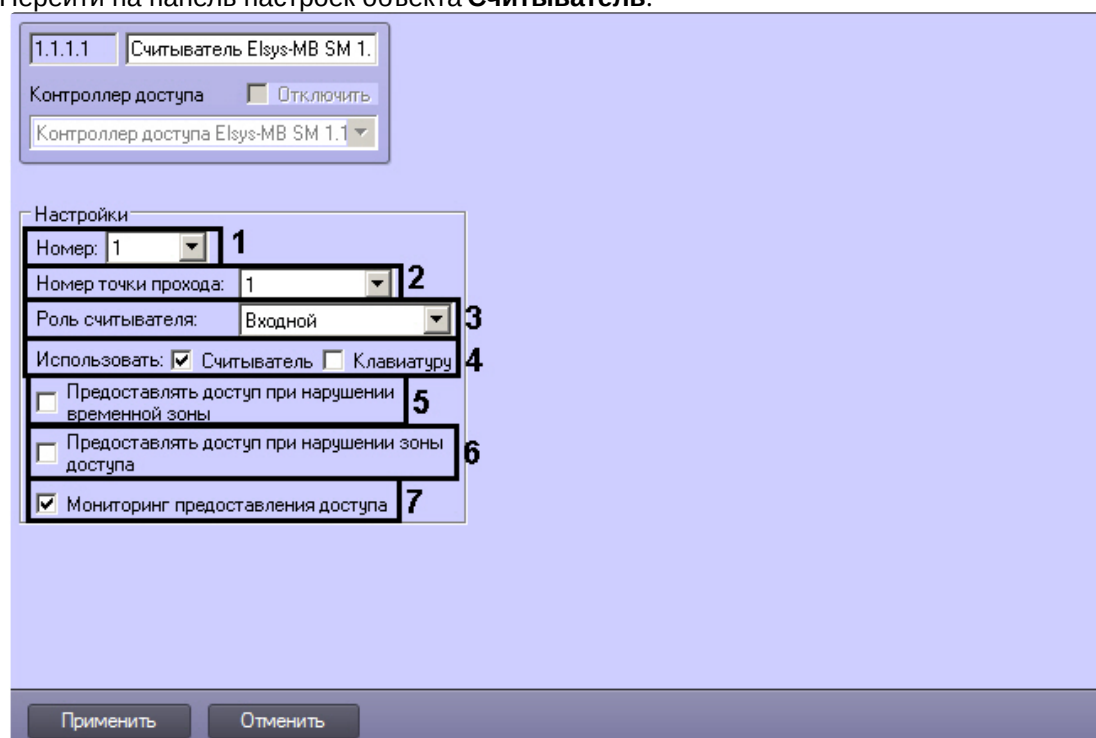 Перейти на панель настроек объекта Считыватель.
1.1.1.1 Считыватель Elsys-MB SM 1.
Контроллер доступа Отключить
Контроллер доступа Elsys-MB SM 1.1
Настройки
Номер: 1 1
Номер точки прохода: 1 2
Роль считывателя: Входной 3
Использовать: Считыватель Клавиатуру 4
Предоставлять доступ при нарушении
временной зоны 5
Предоставлять доступ при нарушении зоны
доступа 6
Мониторинг предоставления доступа 7
Применить Отменить